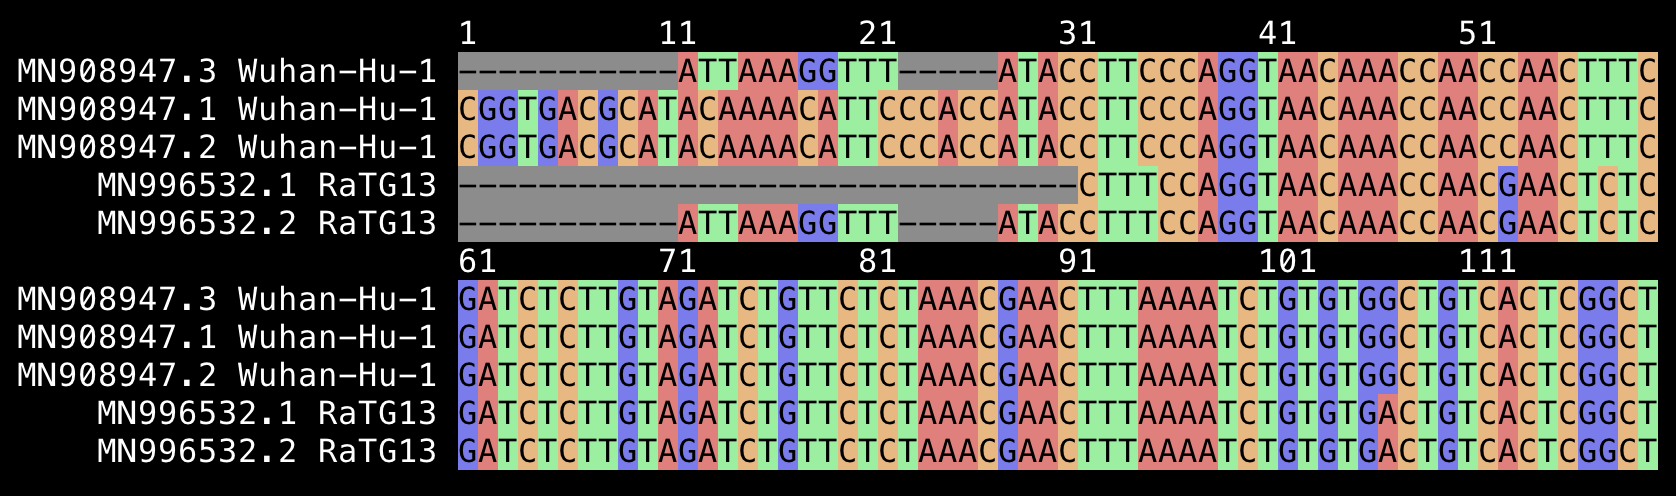 1 11 21 31 41 51
MN908947.3 Wuhan-Hu-1 -----------ATTAAAGGTTT-----ATACCTTCCCAGGTAACAAACCAACCAACTTTC
MN908947.1 Wuhan-Hu-1 CGGTGACGCATACAAAACATTCCCACCATACCTTCCCAGGTAACAAACCAACCAACTTTC
MN908947.2 Wuhan-Hu-1 CGGTGACGCATACAAAACATTCCCACCATACCTTCCCAGGTAACAAACCAACCAACTTTC
MN996532.1 RaTG13 -------------------------------CTTTCCAGGTAACAAACCAACGAACTCTC
MN996532.2 RaTG13 -----------ATTAAAGGTTT-----ATACCTTTCCAGGTAACAAACCAACGAACTCTC
61 71 81 91 101 111
MN908947.3 Wuhan-Hu-1 GATCTCTTGTAGATCTGTTCTCTAAACGAACTTTAAAATCTGTGTGGCTGTCACTCGGCT
MN908947.1 Wuhan-Hu-1 GATCTCTTGTAGATCTGTTCTCTAAACGAACTTTAAAATCTGTGTGGCTGTCACTCGGCT
MN908947.2 Wuhan-Hu-1 GATCTCTTGTAGATCTGTTCTCTAAACGAACTTTAAAATCTGTGTGGCTGTCACTCGGCT
MN996532.1 RaTG13 GATCTCTTGTAGATCTGTTCTCTAAACGAACTTTAAAATCTGTGTGACTGTCACTCGGCT
MN996532.2 RaTG13 GATCTCTTGTAGATCTGTTCTCTAAACGAACTTTAAAATCTGTGTGACTGTCACTCGGCT